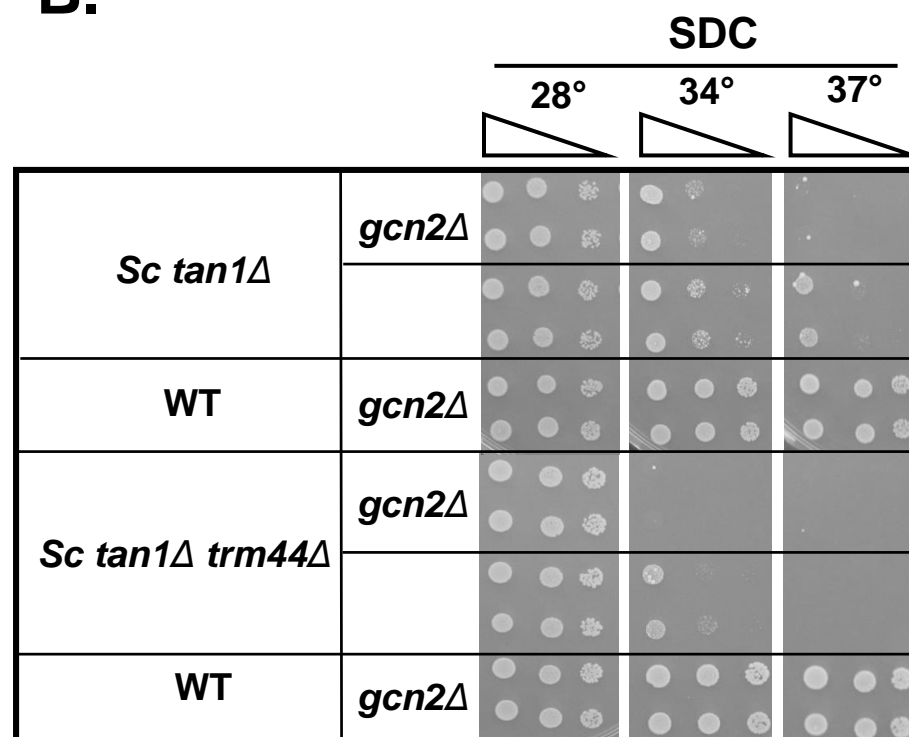 B.
SDC
28° 34° 37°
gcn2Δ
Sc tan1Δ
WT gcn2Δ
gcn2Δ
Sc tan1Δ trm44Δ
WT gcn2Δ